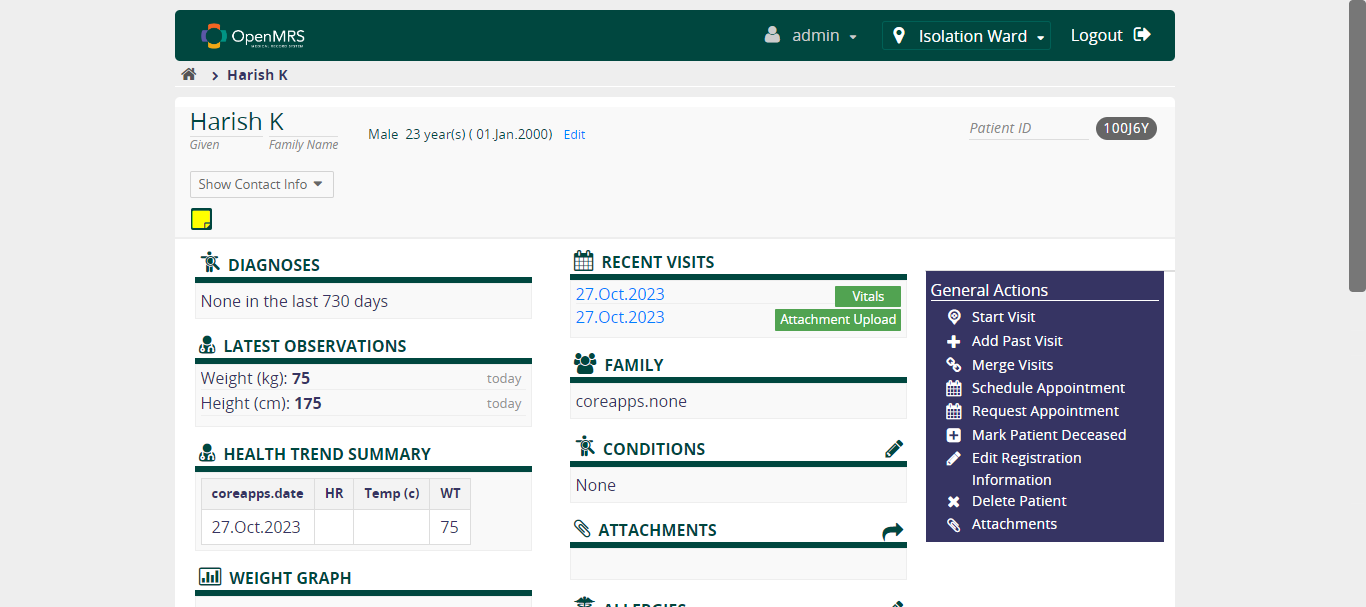 OpenMRS
MEDICAL RECORD SYSTEM
admin
Isolation Ward
Logout
Harish K
Harish K
Given Family Name
Male 23 year(s) ( 01.Jan.2000) Edit
Patient ID 100J6Y
Show Contact Info
DIAGNOSES
None in the last 730 days
LATEST OBSERVATIONS
Weight (kg): 75 today
Height (cm): 175 today
HEALTH TREND SUMMARY
coreapps.date HR Temp (c) WT
27.Oct.2023 75
WEIGHT GRAPH
RECENT VISITS
27.Oct.2023 Vitals
27.Oct.2023 Attachment Upload
FAMILY
coreapps.none
CONDITIONS
None
ATTACHMENTS
ALLERGIES
General Actions
Start Visit
Add Past Visit
Merge Visits
Schedule Appointment
Request Appointment
Mark Patient Deceased
Edit Registration
Information
Delete Patient
Attachments